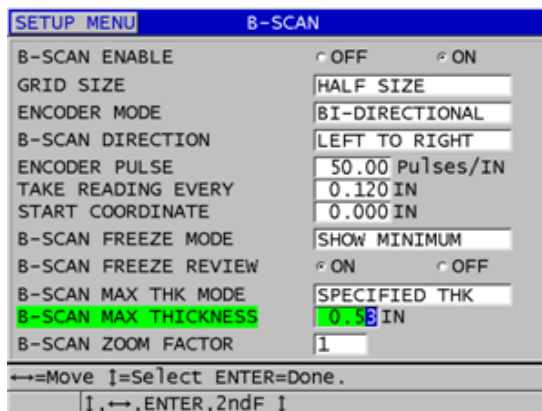 SETUP MENU B-SCAN
B-SCAN ENABLE OFF ON
GRID SIZE HALF SIZE
ENCODER MODE BI-DIRECTIONAL
B-SCAN DIRECTION LEFT TO RIGHT
ENCODER PULSE 50.00 Pulses/IN
TAKE READING EVERY 0.120 IN
START COORDINATE 0.000 IN
B-SCAN FREEZE MODE SHOW MINIMUM
B-SCAN FREEZE REVIEW ON OFF
B-SCAN MAX THK MODE SPECIFIED THK
B-SCAN MAX THICKNESS 0.53 IN
B-SCAN ZOOM FACTOR 1
↔=Move ↕=Select ENTER=Done.
↕,↔,ENTER,2ndF ↕